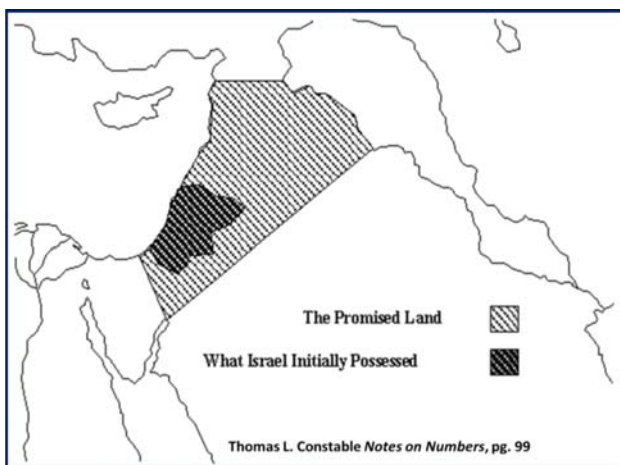 The Promised Land
What Israel Initially Possessed
Thomas L. Constable Notes on Numbers, pg. 99